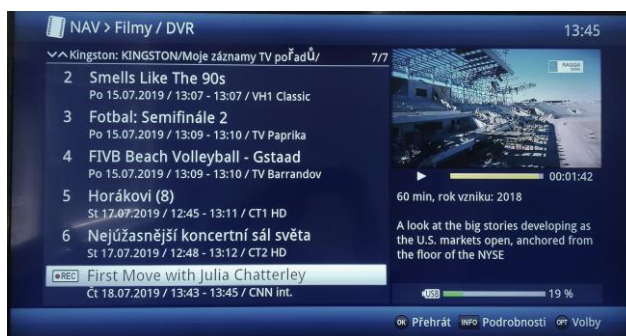 NAV > Filmy / DVR
13:45
Kingston: KINGSTON/Moje záznamy TV pořadů/
7/7
2 Smells Like The 90s
Po 15.07.2019 / 13:07 - 13:07 / VH1 Classic
3 Fotbal: Semifinále 2
Po 15.07.2019 / 13:09 - 13:10 / TV Paprika
4 FIVB Beach Volleyball - Gstaad
Po 15.07.2019 / 13:09 - 13:10 / TV Barrandov
5 Horákovi (8)
St 17.07.2019 / 12:45 - 13:11 / CT1 HD
6 Nejúžasnější koncertní sál světa
St 17.07.2019 / 12:48 - 13:12 / CT2 HD
REC First Move with Julia Chatterley
Čt 18.07.2019 / 13:43 - 13:45 / CNN int.
RAQQA
00:01:42
60 min, rok vzniku: 2018
A look at the big stories developing as
the U.S. markets open, anchored from
the floor of the NYSE
USB 19 %
OK Přehrát INFO Podrobnosti OPT Volby